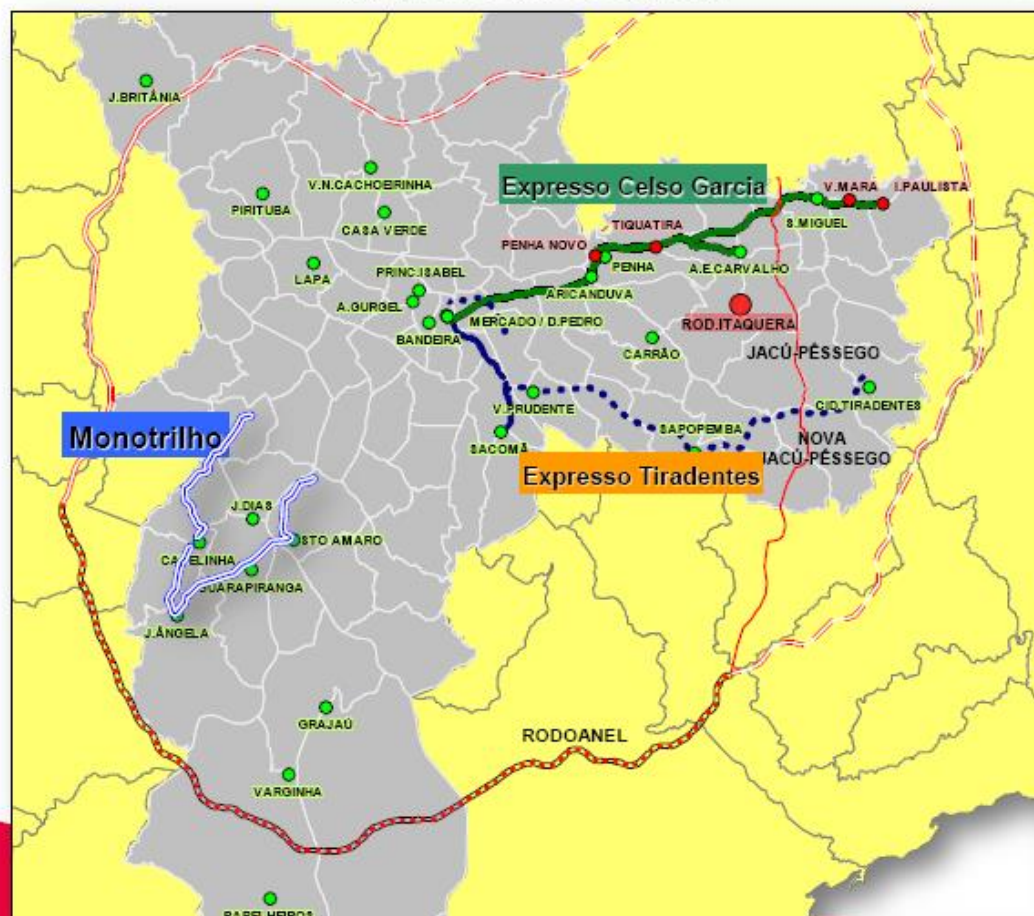 J.BRITÂNIA
V.N.CACHOEIRINHA
PIRITUBA
CASA VERDE
LAPA
PRINC.ISABEL
A.GURGEL
BANDEIRA
MERCADO / D.PEDRO
Expresso Celso Garcia
V.MARA
I.PAULISTA
S.MIGUEL
TIQUATIRA
PENHA NOVO
PENHA
A.E.CARVALHO
ARICANDUVA
ROD.ITAQUERA
CARRÃO
JACÚ-PÊSSEGO
CID.TIRADENTES
V.PRUDENTE
SAPOPEMBA
SACOMÃ
NOVA
JACÚ-PÊSSEGO
Expresso Tiradentes
Monotrilho
J.DIAS
STO AMARO
CAPELINHA
GUARAPIRANGA
J.ÂNGELA
GRAJAÚ
RODOANEL
VARGINHA